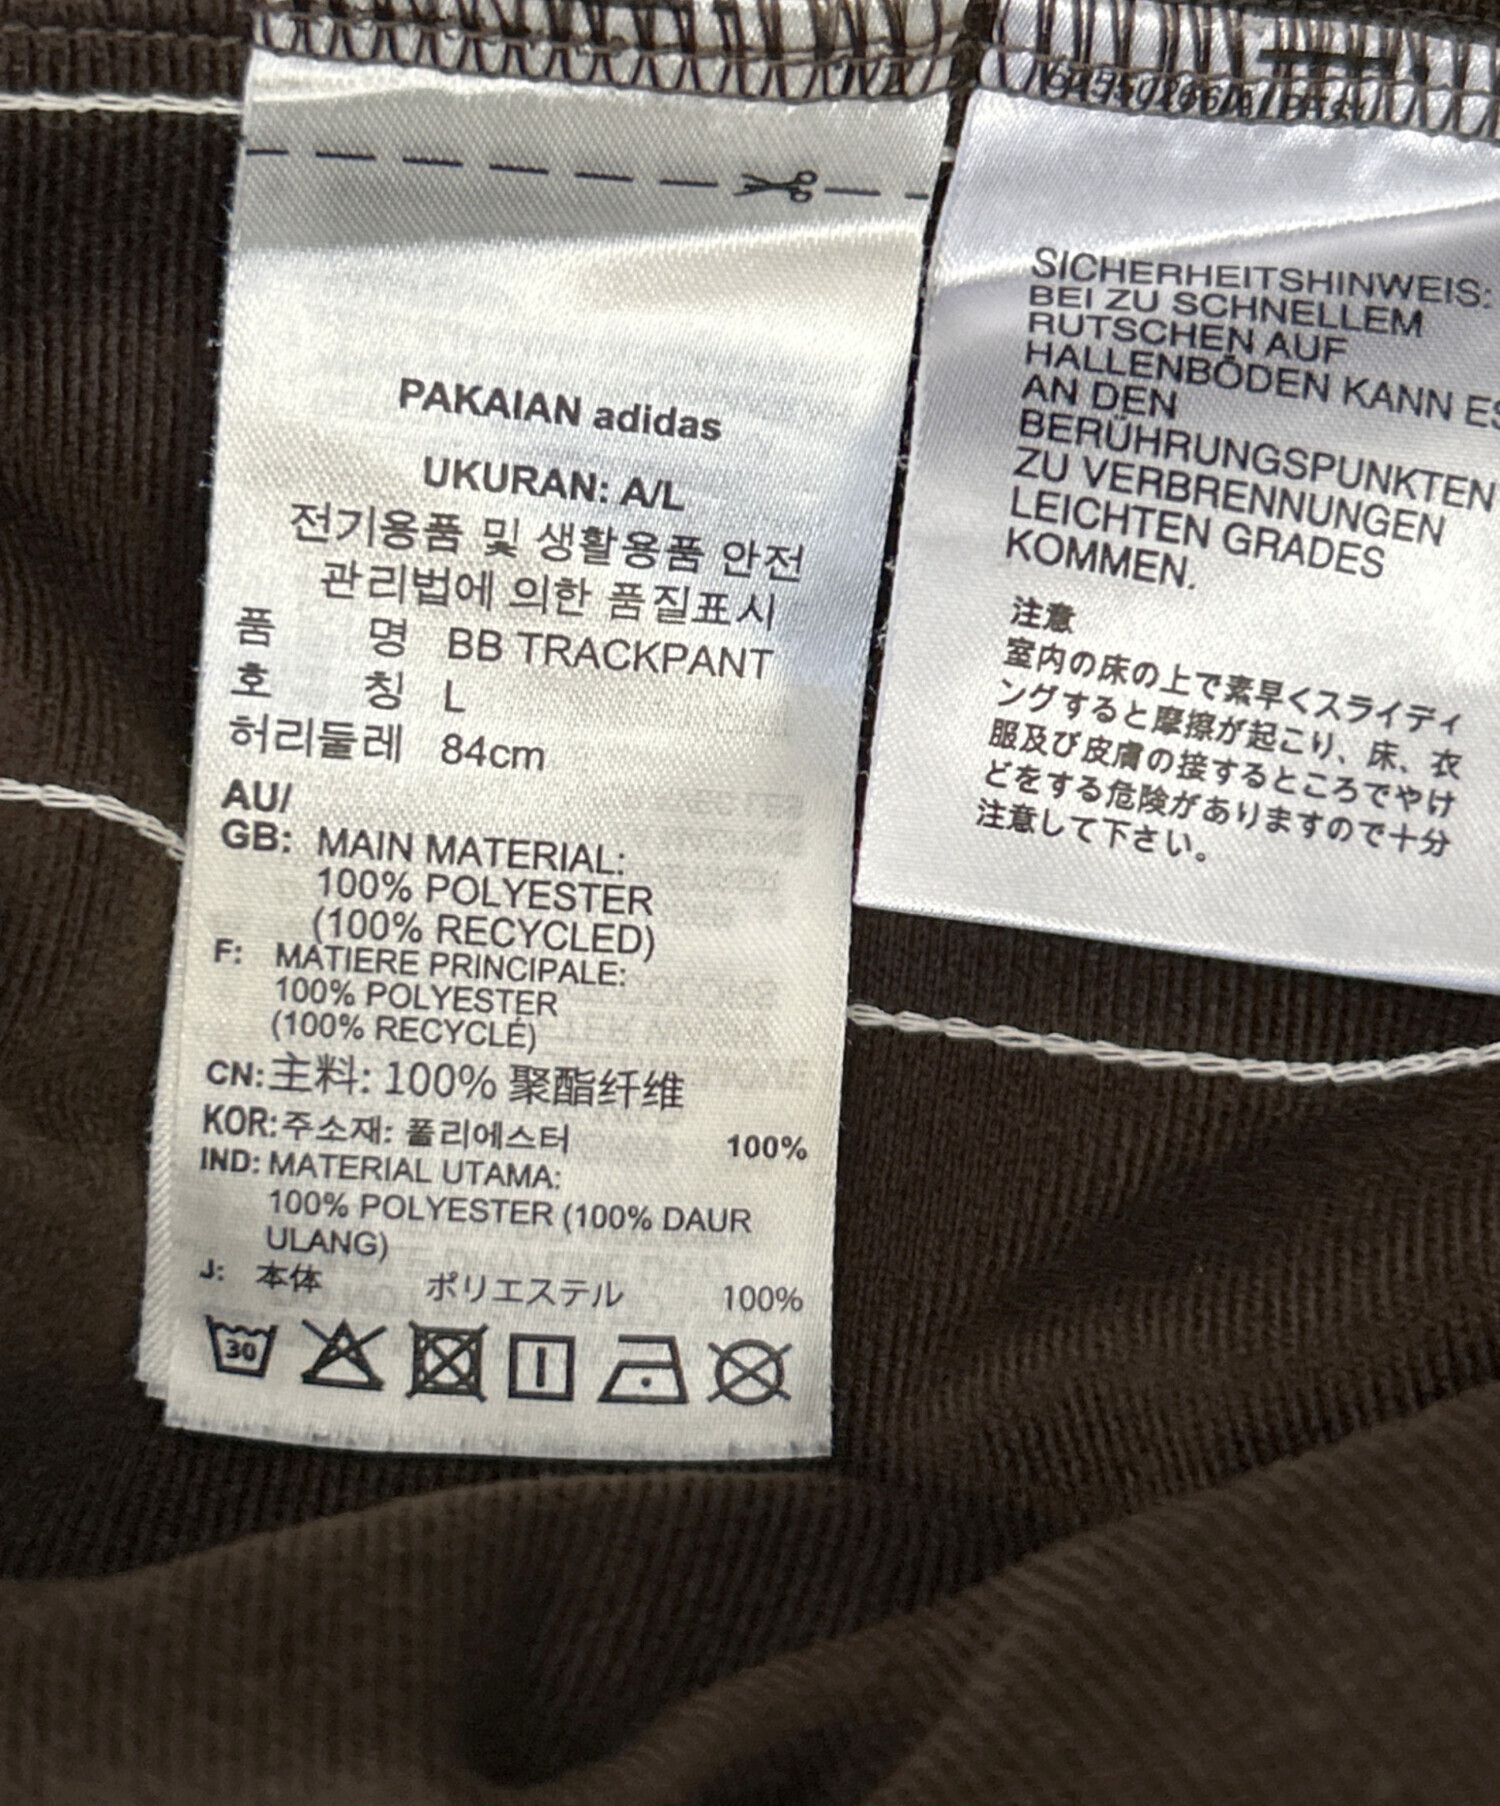 PAKAIAN adidas
UKURAN: A/L
전기용품 및 생활용품 안전
관리법에 의한 품질표시
품 명 BB TRACKPANT
호 칭 L
허리둘레 84cm
AU/
GB: MAIN MATERIAL:
100% POLYESTER
(100% RECYCLED)
F: MATIERE PRINCIPALE:
100% POLYESTER
(100% RECYCLÉ)
CN: 主料: 100% 聚酯纤维
KOR: 주소재: 폴리에스터 100%
IND: MATERIAL UTAMA:
100% POLYESTER (100% DAUR
ULANG)
J: 本体 ポリエステル 100%
30
SICHERHEITSHINWEIS:
BEI ZU SCHNELLEM
RUTSCHEN AUF
HALLENBÖDEN KANN ES
AN DEN
BERÜHRUNGSPUNKTEN
ZU VERBRENNUNGEN
LEICHTEN GRADES
KOMMEN.
注意
室内の床の上で素早くスライディ
ングすると摩擦が起こり、床、衣
服及び皮膚の接するところでやけ
どをする危険がありますので十分
注意して下さい。